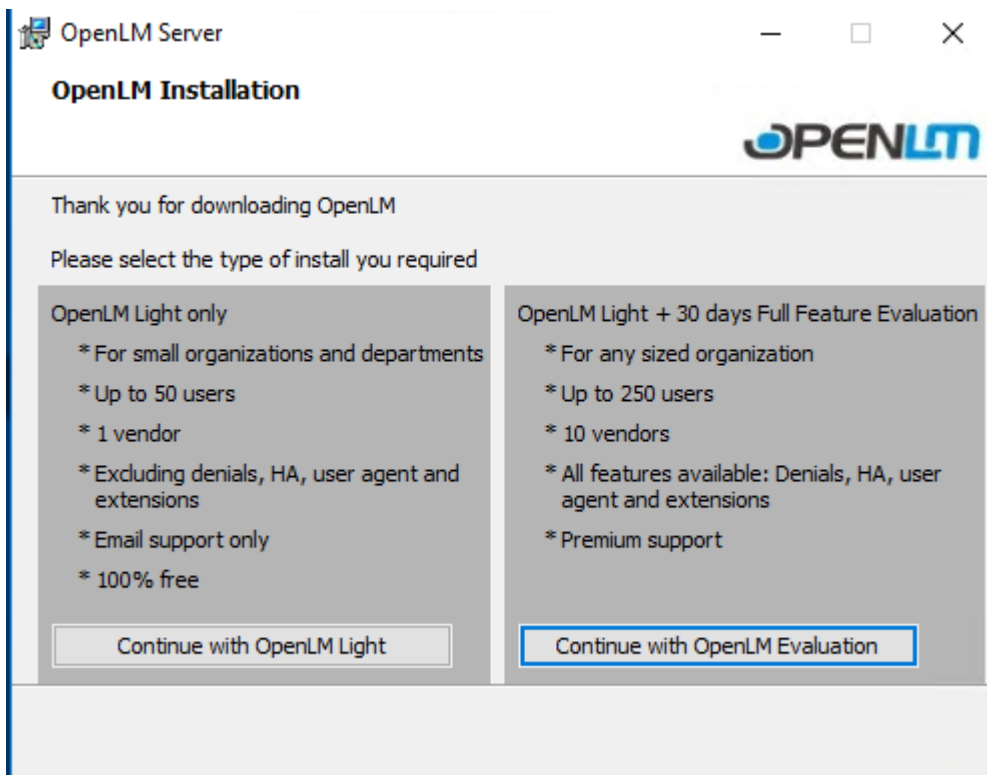 OpenLM Server
OpenLM Installation
OPENLM
Thank you for downloading OpenLM
Please select the type of install you required
OpenLM Light only
* For small organizations and departments
* Up to 50 users
* 1 vendor
* Excluding denials, HA, user agent and
extensions
* Email support only
* 100% free
Continue with OpenLM Light
OpenLM Light + 30 days Full Feature Evaluation
* For any sized organization
* Up to 250 users
* 10 vendors
* All features available: Denials, HA, user
agent and extensions
* Premium support
Continue with OpenLM Evaluation